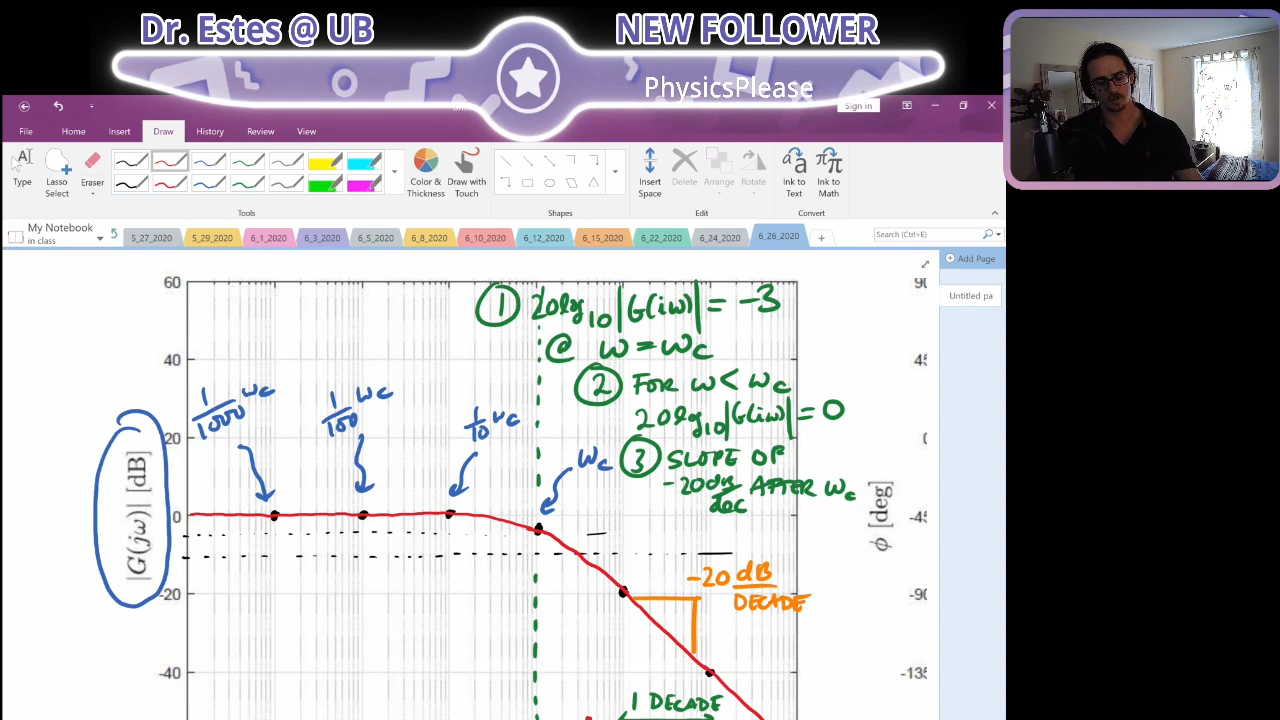 Dr. Estes @ UB
NEW FOLLOWER
PhysicsPlease
Sign in
File Home Insert Draw History Review View
Type
Lasso Select
Eraser
Color & Thickness
Draw with Touch
Insert Space
Delete
Arrange
Rotate
Ink to Text
Ink to Math
Tools
Shapes
Edit
Convert
My Notebook
in class
5 5_27_2020 5_29_2020 6_1_2020 6_3_2020 6_5_2020 6_8_2020 6_10_2020 6_12_2020 6_15_2020 6_22_2020 6_24_2020 6_26_2020
Search (Ctrl+E)
Add Page
Untitled pa
60
40
20
0
-20
-40
|G(jω)| [dB]
① 20log₁₀|G(iω)| = -3
@ ω = ωc
② FOR ω < ωc
20log₁₀|G(iω)| = 0
③ SLOPE OF
-20 dB/dec AFTER ωc
1/1000 ωc
1/100 ωc
1/10 ωc
ωc
-20 dB/DECADE
1 DECADE
90
45
0
-45
-90
-135
ϕ [deg]